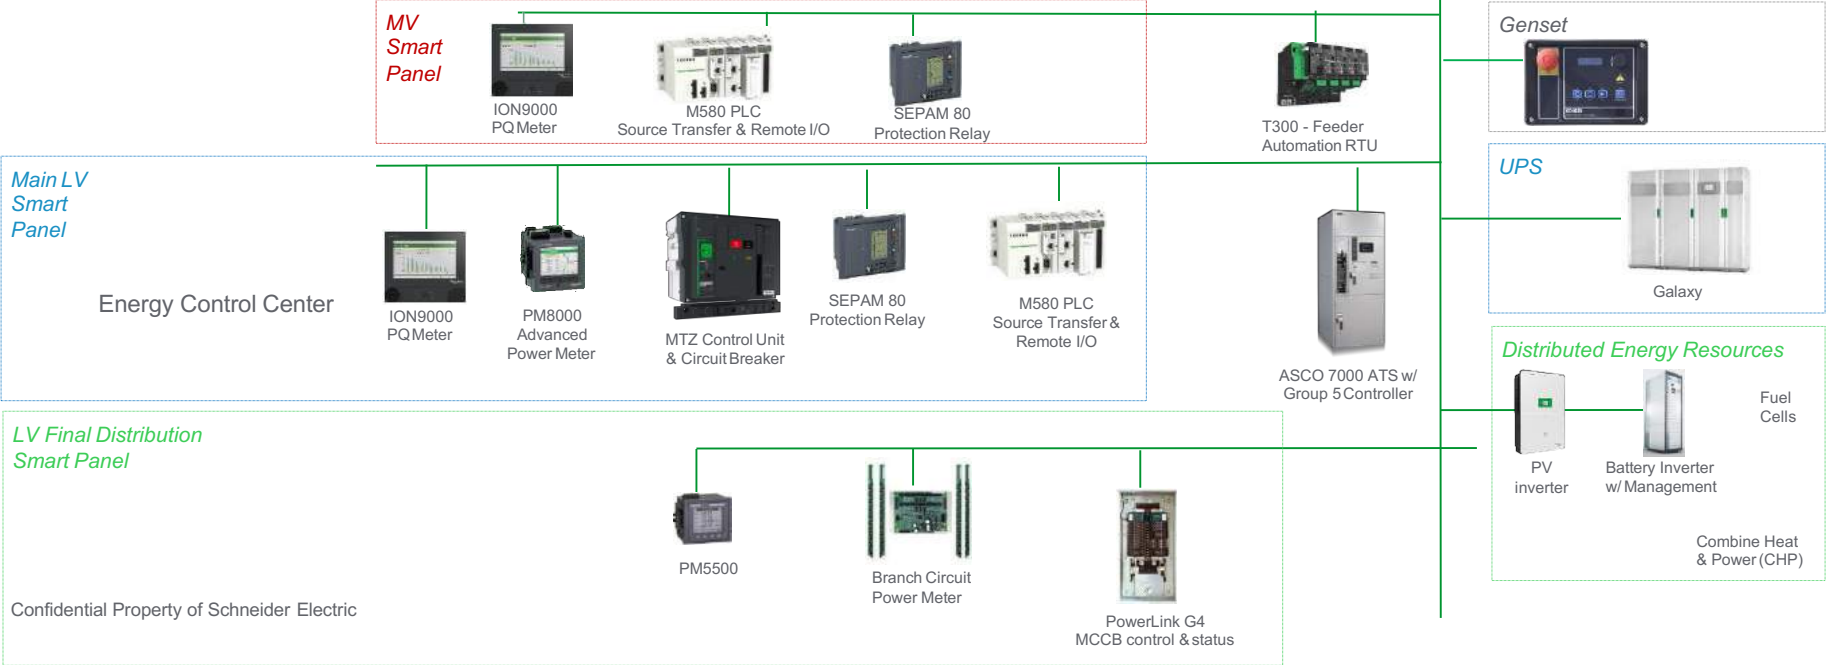 MV
Smart
Panel
ION9000
PQ Meter
M580 PLC
Source Transfer & Remote I/O
SEPAM 80
Protection Relay
T300 - Feeder
Automation RTU
Genset
Main LV
Smart
Panel
Energy Control Center
ION9000
PQ Meter
PM8000
Advanced
Power Meter
MTZ Control Unit
& Circuit Breaker
SEPAM 80
Protection Relay
M580 PLC
Source Transfer &
Remote I/O
ASCO 7000 ATS w/
Group 5 Controller
UPS
Galaxy
Distributed Energy Resources
PV
inverter
Battery Inverter
w/ Management
Fuel
Cells
Combine Heat
& Power (CHP)
LV Final Distribution
Smart Panel
PM5500
Branch Circuit
Power Meter
PowerLink G4
MCCB control & status
Confidential Property of Schneider Electric